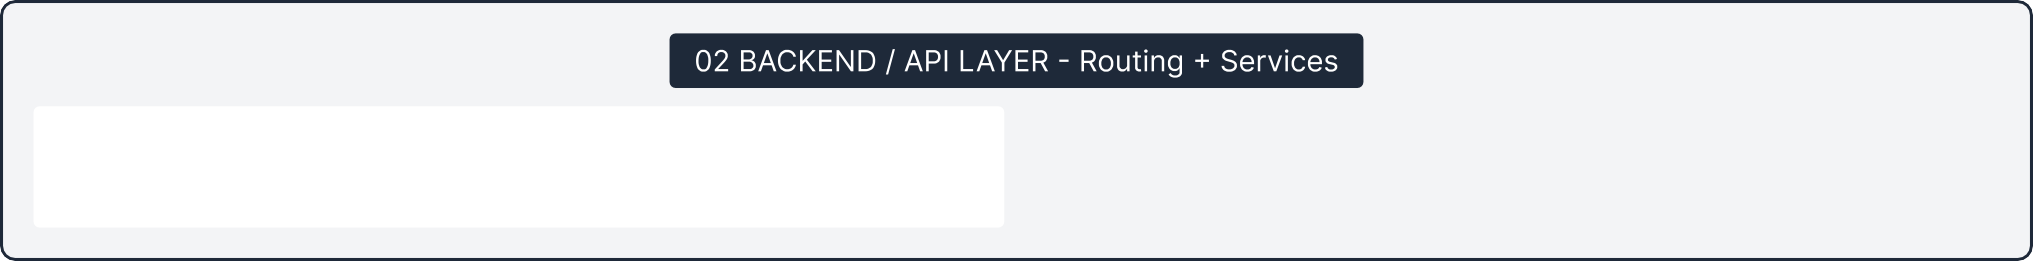 02 BACKEND / API LAYER - Routing + Services